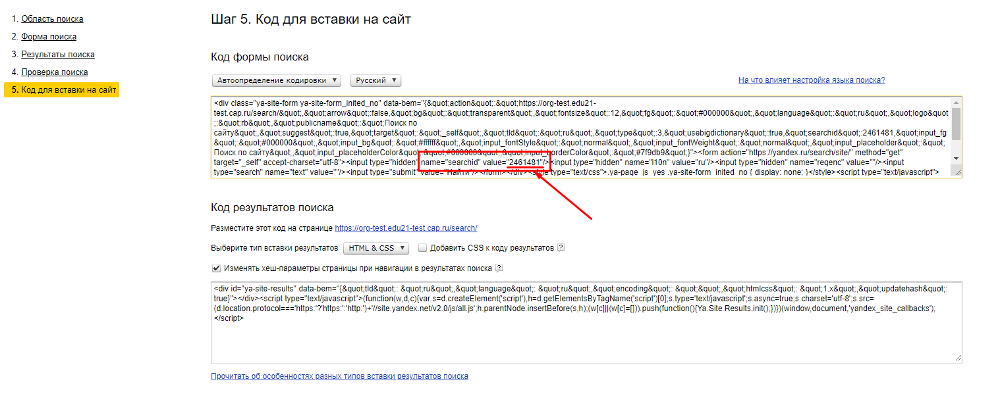 1. Область поиска
2. Форма поиска
3. Результаты поиска
4. Проверка поиска
5. Код для вставки на сайт
Шаг 5. Код для вставки на сайт
Код формы поиска
Автоопределение кодировки ▼ Русский ▼ На что влияет настройка языка поиска?
<div class="ya-site-form ya-site-form_inited_no" data-bem="{&quot;action&quot;:&quot;https://org-test.edu21-
test.cap.ru/search/&quot;,&quot;arrow&quot;:false,&quot;bg&quot;:&quot;transparent&quot;,&quot;fontsize&quot;:12,&quot;fg&quot;:&quot;#000000&quot;,&quot;language&quot;:&quot;ru&quot;,&quot;logo&quot
;:&quot;rb&quot;,&quot;publicname&quot;:&quot;Поиск по
сайту&quot;,&quot;suggest&quot;:true,&quot;target&quot;:&quot;_self&quot;,&quot;tld&quot;:&quot;ru&quot;,&quot;type&quot;:3,&quot;usebigdictionary&quot;:true,&quot;searchid&quot;:2461481,&quot;input_fg
&quot;:&quot;#000000&quot;,&quot;input_bg&quot;:&quot;#ffffff&quot;,&quot;input_fontStyle&quot;:&quot;normal&quot;,&quot;input_fontWeight&quot;:&quot;normal&quot;,&quot;input_placeholder&quot;:&quot;
Поиск по сайту&quot;,&quot;input_placeholderColor&quot;:&quot;#000000&quot;,&quot;input_borderColor&quot;:&quot;#7f9db9&quot;}"><form action="https://yandex.ru/search/site/" method="get"
target="_self" accept-charset="utf-8"><input type="hidden" name="searchid" value="2461481"/><input type="hidden" name="l10n" value="ru"/><input type="hidden" name="reqenc" value=""/><input
type="search" name="text" value=""/><input type="submit" value="Найти"/></form></div><style type="text/css">.ya-page_js_yes .ya-site-form_inited_no { display: none; }</style><script type="text/javascript">
Код результатов поиска
Разместите этот код на странице https://org-test.edu21-test.cap.ru/search/
Выберите тип вставки результатов HTML & CSS ▼ Добавить CSS к коду результатов ?
Изменять хеш-параметры страницы при навигации в результатах поиска ?
<div id="ya-site-results" data-bem="{&quot;tld&quot;: &quot;ru&quot;,&quot;language&quot;: &quot;ru&quot;,&quot;encoding&quot;: &quot;&quot;,&quot;htmlcss&quot;: &quot;1.x&quot;,&quot;updatehash&quot;:
true}"></div><script type="text/javascript">(function(w,d,c){var s=d.createElement('script'),h=d.getElementsByTagName('script')[0];s.type='text/javascript';s.async=true;s.charset='utf-8';s.src=
(d.location.protocol==='https:'?'https:':'http:')+'//site.yandex.net/v2.0/js/all.js';h.parentNode.insertBefore(s,h);(w[c]||(w[c]=[])).push(function(){Ya.Site.Results.init();})})(window,document,'yandex_site_callbacks');
</script>
Прочитать об особенностях разных типов вставки результатов поиска